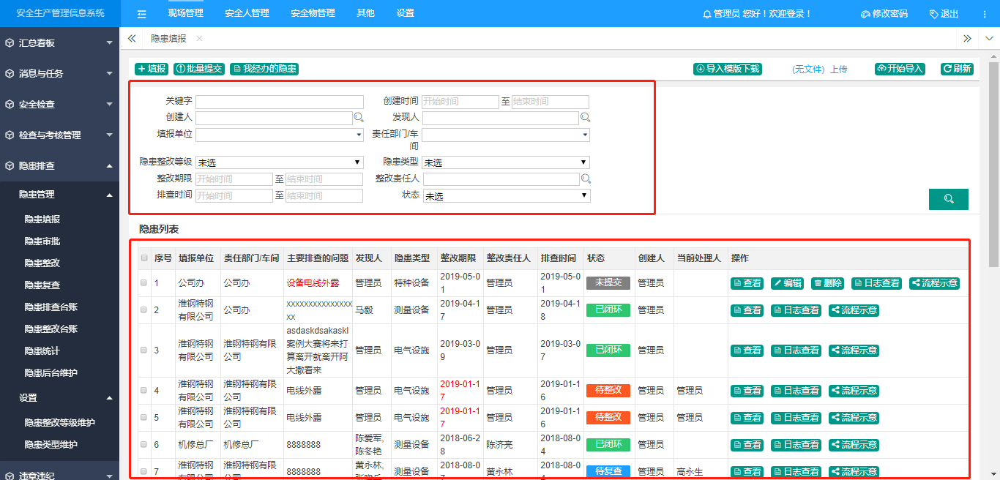 安全生产管理信息系统 现场管理 安全人管理 安全物管理 其他 设置 管理员 您好！欢迎登录！ 修改密码 退出
汇总看板
消息与任务
安全检查
检查与考核管理
隐患排查
隐患管理
隐患填报
隐患审批
隐患整改
隐患复查
隐患排查台账
隐患整改台账
隐患统计
隐患后台维护
设置
隐患整改等级维护
隐患类型维护
违章违纪
隐患填报
填报 批量提交 我经办的隐患 导入模版下载 (无文件) 上传 开始导入 刷新
关键字 创建时间 开始时间 至 结束时间
创建人 发现人
填报单位 责任部门/车
间
隐患整改等级 未选 隐患类型 未选
整改期限 开始时间 至 结束时间 整改责任人
排查时间 开始时间 至 结束时间 状态 未选
隐患列表
序号 填报单位 责任部门/车间 主要排查的问题 发现人 隐患类型 整改期限 整改责任人 排查时间 状态 创建人 当前处理人 操作
1 公司办 公司办 设备电线外露 管理员 特种设备 2019-05-01 管理员 2019-05-01 未提交 管理员 查看 编辑 删除 日志查看 流程示意
2 淮钢特钢有限公司 公司办 xxxxxxxxxxxxxxxxx 马毅 测量设备 2019-04-17 管理员 2019-04-18 已闭环 管理员 查看 日志查看 流程示意
3 淮钢特钢有限公司 淮钢特钢有限公司 asdaskdsakaskl案例大赛将来打算离开就离开阿大撒看来 管理员 电气设施 2019-03-09 管理员 2019-03-07 已闭环 管理员 查看 日志查看 流程示意
4 淮钢特钢有限公司 淮钢特钢有限公司 电线外露 管理员 电气设施 2019-01-17 管理员 2019-01-16 待整改 管理员 管理员 查看 日志查看 流程示意
5 淮钢特钢有限公司 淮钢特钢有限公司 电线外露 管理员 电气设施 2019-01-17 管理员 2019-01-16 待整改 管理员 管理员 查看 日志查看 流程示意
6 机修总厂 机修总厂 8888888 陈爱军,陈冬艳 测量设备 2018-06-28 陈济亮 2018-08-04 已闭环 管理员 查看 日志查看 流程示意
7 淮钢特钢有限公司 淮钢特钢有限公司 8888888 黄永林, 测量设备 2018-08-0 黄永林 2018-08-0 待复查 管理员 高永生 查看 日志查看 流程示意